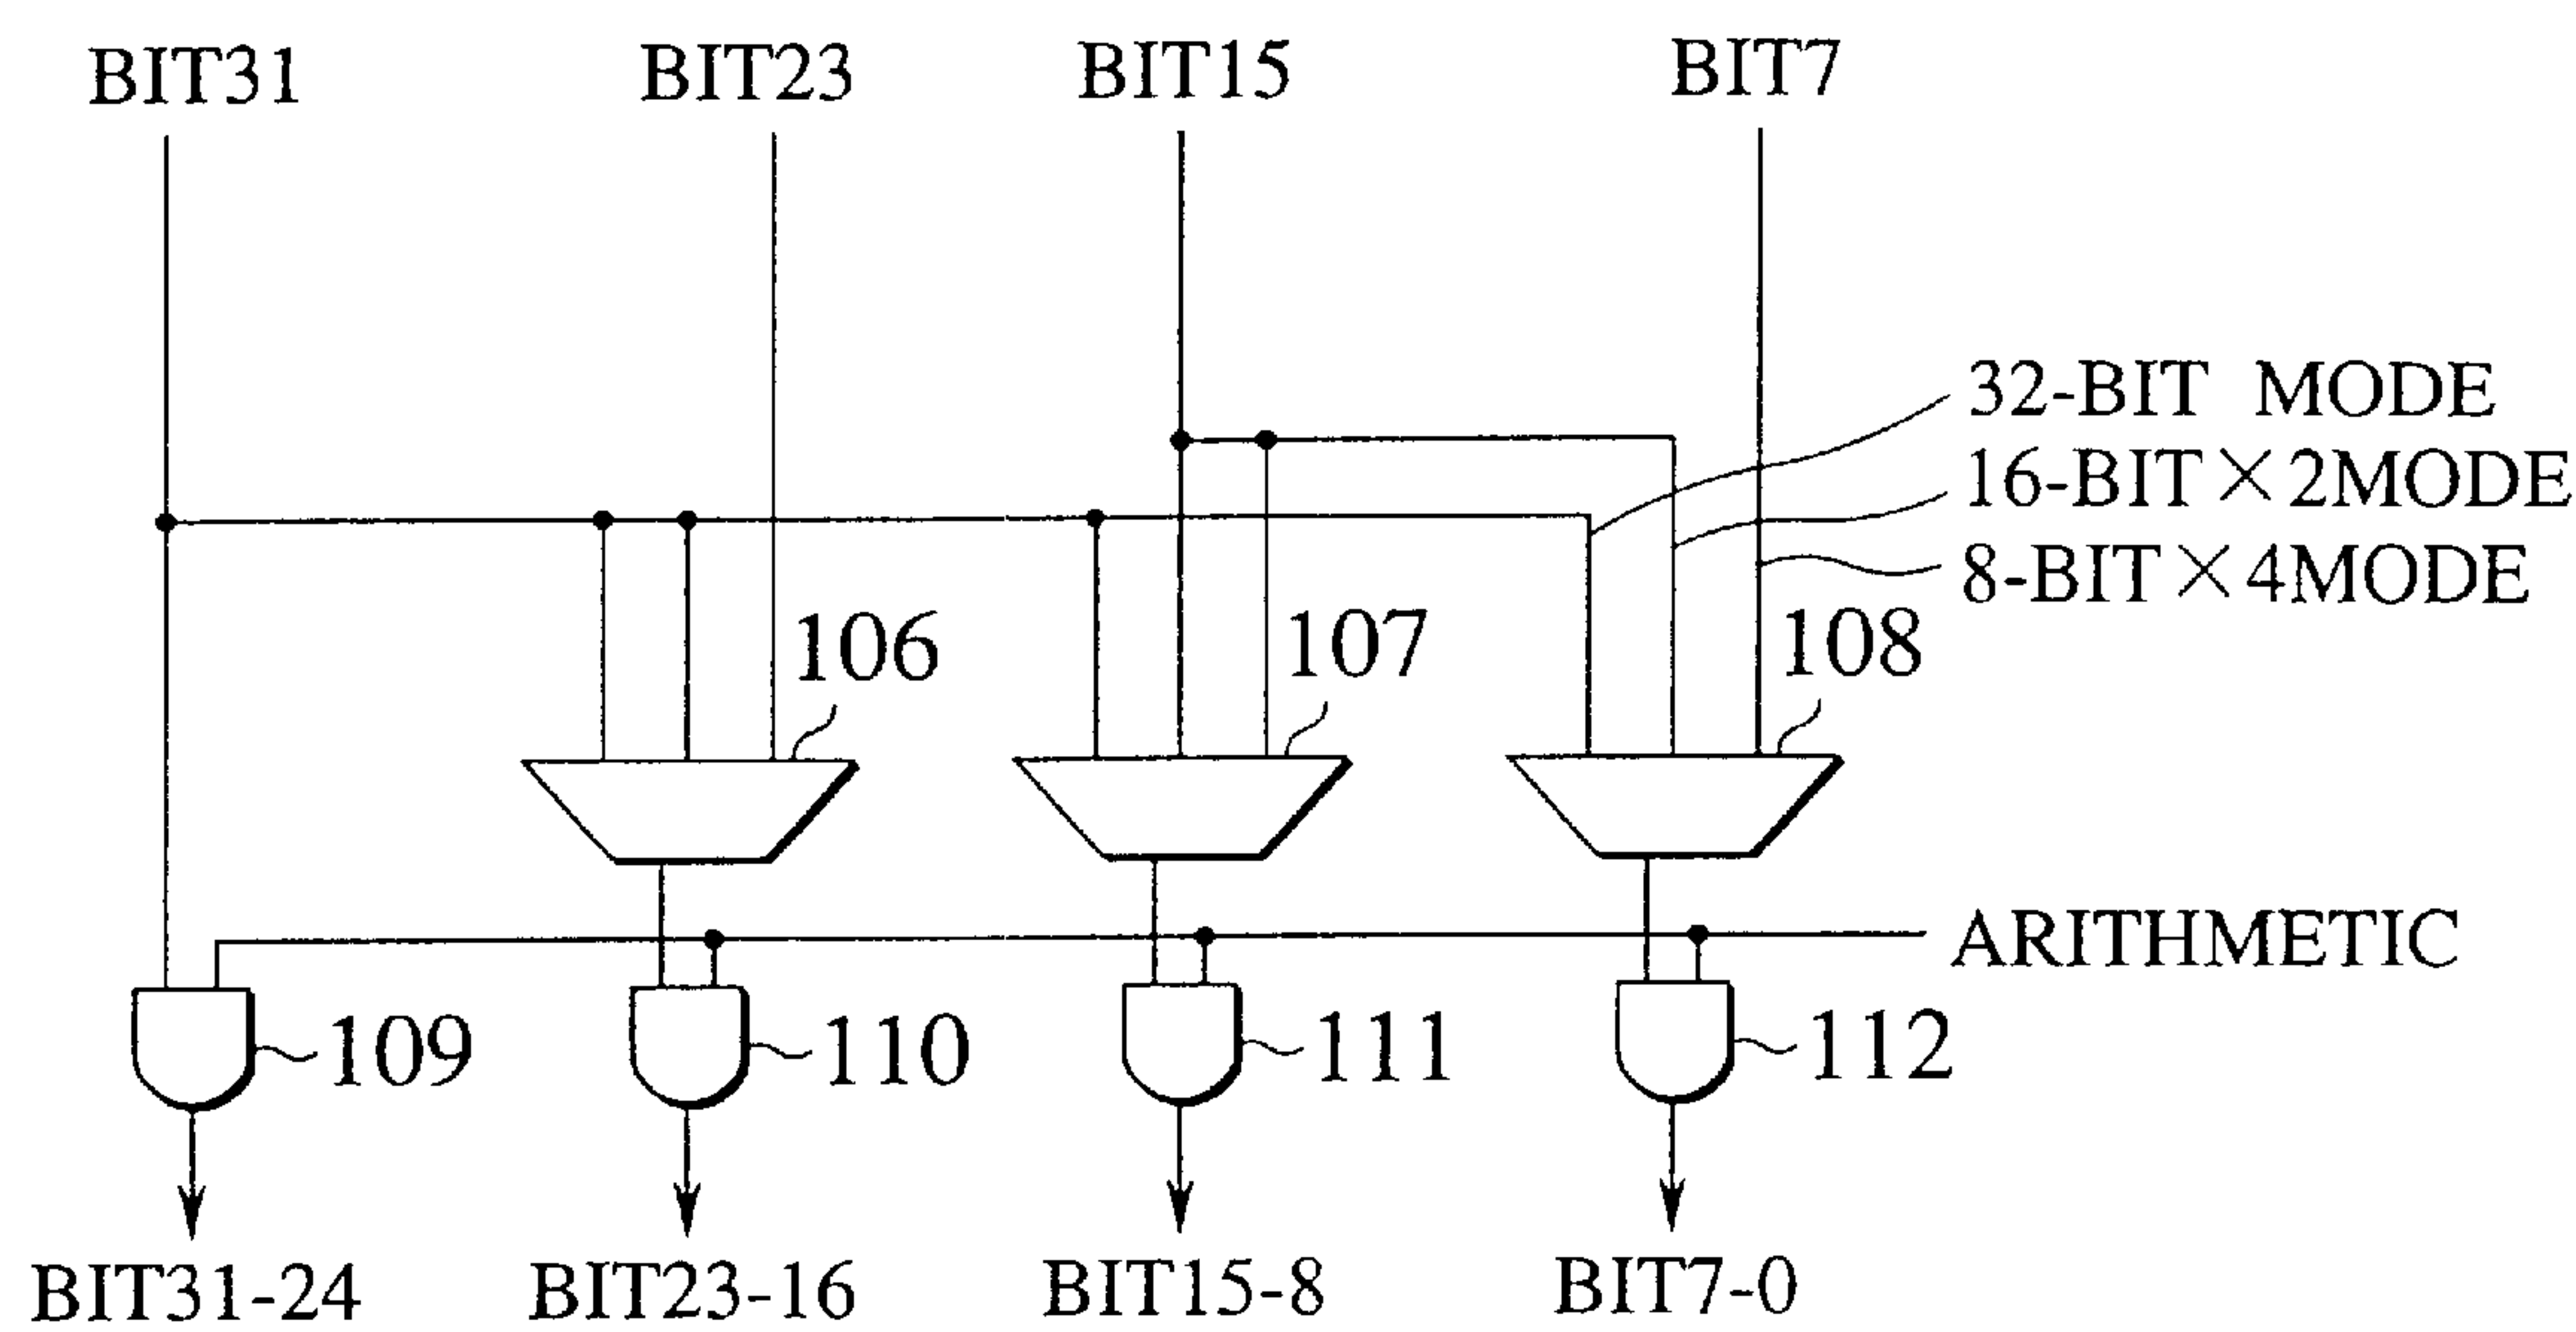 BIT31
BIT23
BIT15
BIT7
32-BIT MODE
16-BIT×2MODE
8-BIT×4MODE
106
107
108
ARITHMETIC
109
110
111
112
BIT31-24
BIT23-16
BIT15-8
BIT7-0